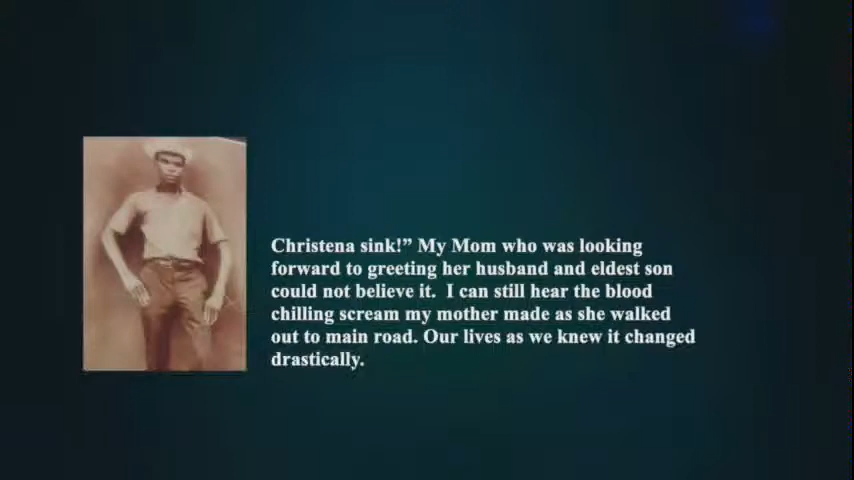 Christena sink!” My Mom who was looking
forward to greeting her husband and eldest son
could not believe it.  I can still hear the blood
chilling scream my mother made as she walked
out to main road. Our lives as we knew it changed
drastically.